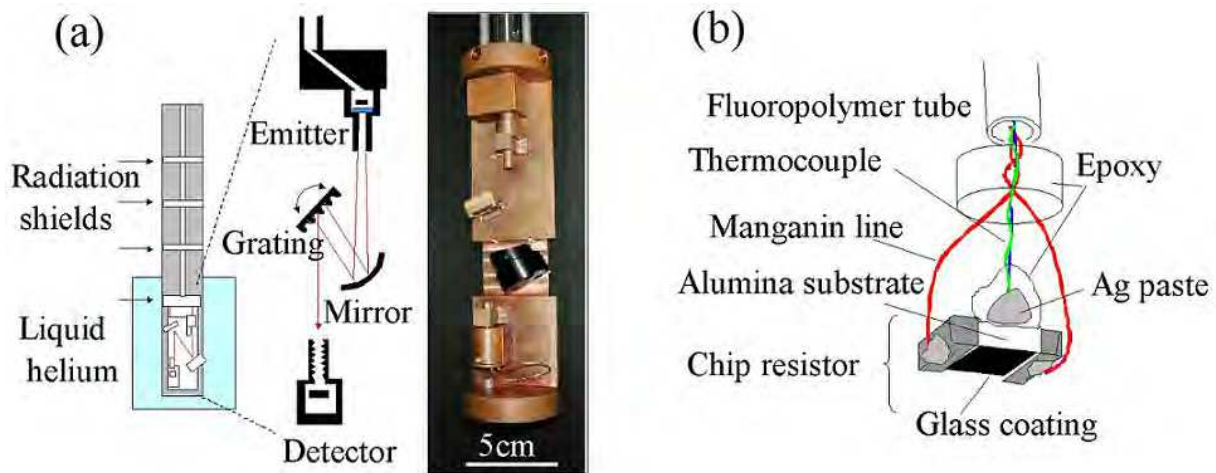 (a)
Emitter
Radiation
shields
Grating
Mirror
Liquid
helium
Detector
5cm
(b)
Fluoropolymer tube
Thermocouple
Epoxy
Manganin line
Alumina substrate
Ag paste
Chip resistor
Glass coating